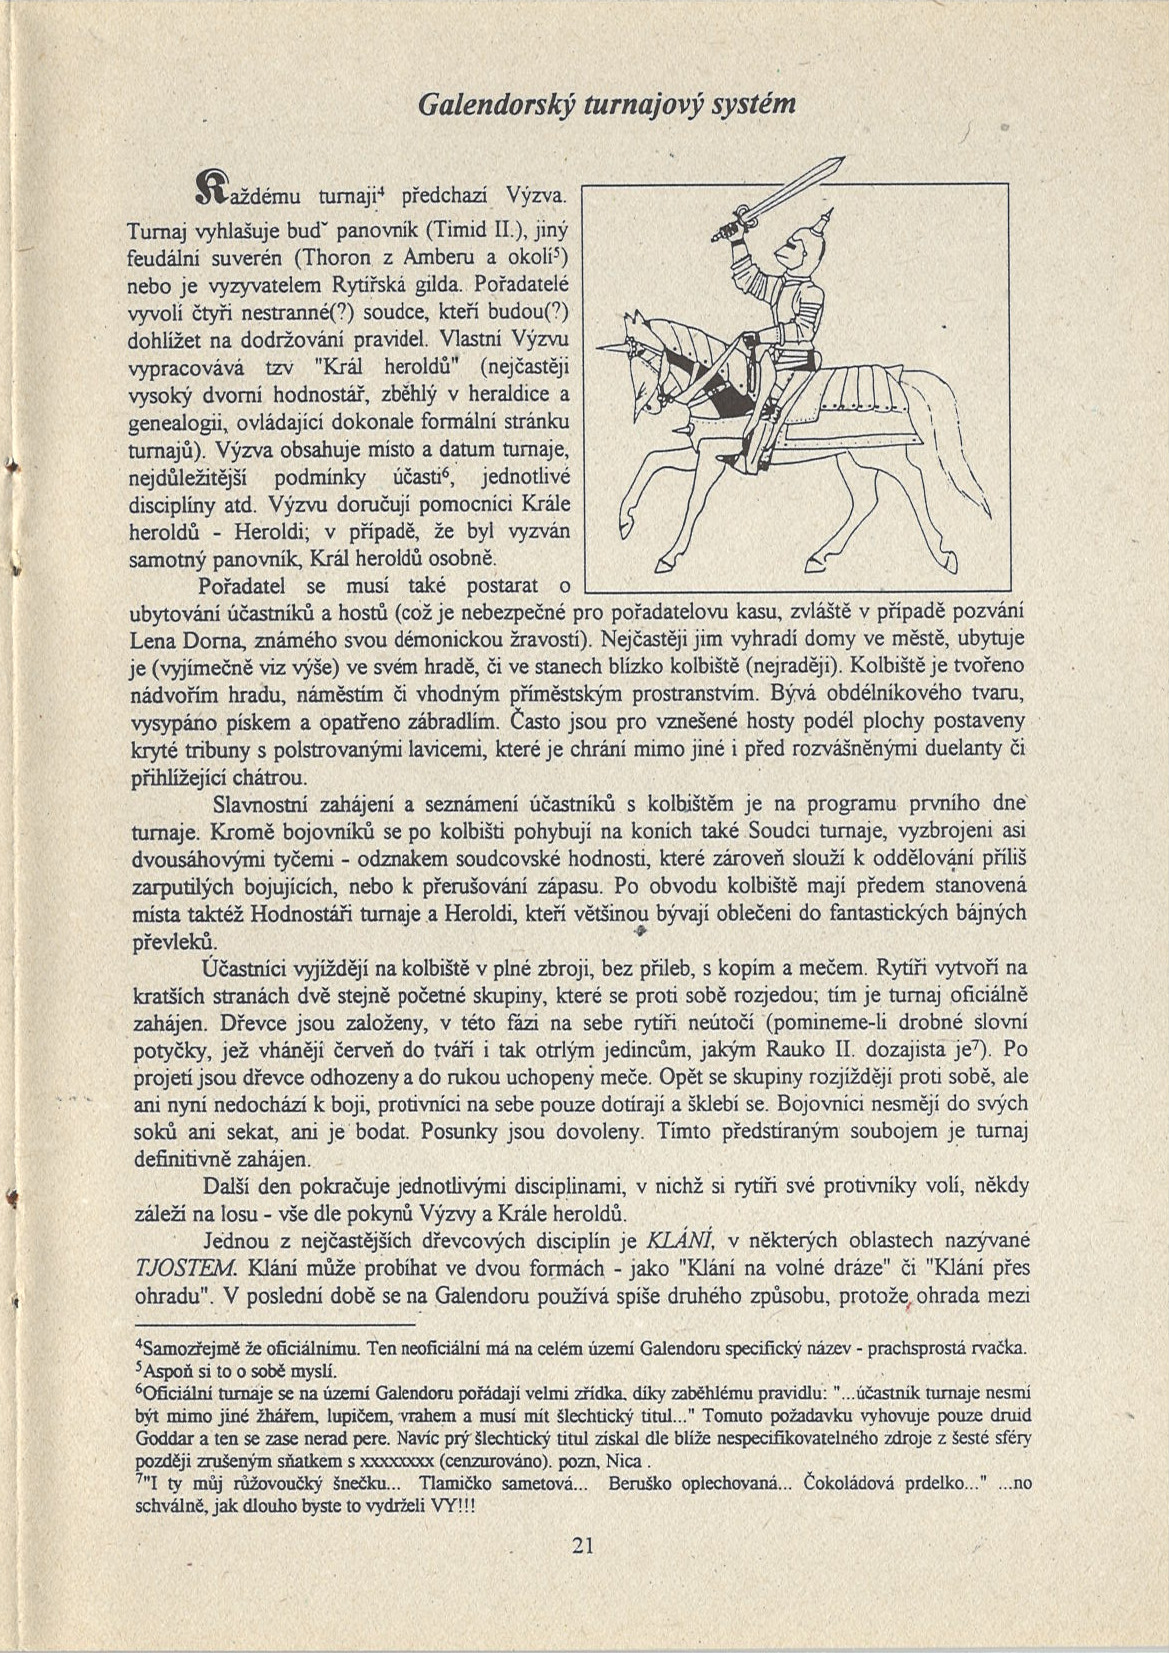 Galendorský turnajový systém
Každému turnaji⁴ předchazí Výzva.
Turnaj vyhlašuje budˇ panovník (Timid II.), jiný
feudální suverén (Thoron z Amberu a okolí⁵)
nebo je vyzyvatelem Rytířská gilda. Pořadatelé
vyvolí čtyři nestranné(?) soudce, kteří budou(?)
dohlížet na dodržování pravidel. Vlastní Výzvu
vypracovává tzv "Král heroldů" (nejčastěji
vysoký dvorní hodnostář, zběhlý v heraldice a
genealogii, ovládající dokonale formální stránku
turnajů). Výzva obsahuje místo a datum turnaje,
nejdůležitější podmínky účasti⁶, jednotlivé
disciplíny atd. Výzvu doručují pomocníci Krále
heroldů - Heroldi; v případě, že byl vyzván
samotný panovník, Král heroldů osobně.
Pořadatel se musí také postarat o
ubytování účastníků a hostů (což je nebezpečné pro pořadatelovu kasu, zvláště v případě pozvání
Lena Dorna, známého svou démonickou žravostí). Nejčastěji jim vyhradí domy ve městě, ubytuje
je (vyjímečně viz výše) ve svém hradě, či ve stanech blízko kolbiště (nejraději). Kolbiště je tvořeno
nádvořím hradu, náměstím či vhodným příměstským prostranstvím. Bývá obdélníkového tvaru,
vysypáno pískem a opatřeno zábradlím. Často jsou pro vznešené hosty podél plochy postaveny
kryté tribuny s polstrovanými lavicemi, které je chrání mimo jiné i před rozvášněnými duelanty či
přihlížející chátrou.
Slavnostní zahájení a seznámení účastníků s kolbištěm je na programu prvního dne
turnaje. Kromě bojovníků se po kolbišti pohybují na koních také Soudci turnaje, vyzbrojeni asi
dvousáhovými tyčemi - odznakem soudcovské hodnosti, které zároveň slouží k oddělování příliš
zarputilých bojujících, nebo k přerušování zápasu. Po obvodu kolbiště mají předem stanovená
místa taktéž Hodnostáři turnaje a Heroldi, kteří většinou bývají oblečeni do fantastických bájných
převleků.
Účastníci vyjíždějí na kolbiště v plné zbroji, bez přileb, s kopím a mečem. Rytíři vytvoří na
kratších stranách dvě stejně početné skupiny, které se proti sobě rozjedou; tím je turnaj oficiálně
zahájen. Dřevce jsou založeny, v této fázi na sebe rytíři neútočí (pomineme-li drobné slovní
potyčky, jež vhánějí červeň do tváří i tak otrlým jedincům, jakým Rauko II. dozajista je⁷). Po
projetí jsou dřevce odhozeny a do rukou uchopeny meče. Opět se skupiny rozjíždějí proti sobě, ale
ani nyní nedochází k boji, protivníci na sebe pouze dotírají a šklebí se. Bojovníci nesmějí do svých
soků ani sekat, ani je bodat. Posunky jsou dovoleny. Tímto předstíraným soubojem je turnaj
definitivně zahájen.
Další den pokračuje jednotlivými disciplinami, v nichž si rytíři své protivníky volí, někdy
záleží na losu - vše dle pokynů Výzvy a Krále heroldů.
Jednou z nejčastějších dřevcových disciplín je KLÁNÍ, v některých oblastech nazývané
TJOSTEM. Klání může probíhat ve dvou formách - jako "Klání na volné dráze" či "Klání přes
ohradu". V poslední době se na Galendoru používá spíše druhého způsobu, protože ohrada mezi
⁴Samozřejmě že oficiálnímu. Ten neoficiální má na celém území Galendoru specifický název - prachsprostá rvačka.
⁵Aspoň si to o sobě myslí.
⁶Oficiální turnaje se na území Galendoru pořádají velmi zřídka. díky zaběhlému pravidlu: "...účastník turnaje nesmí
být mimo jiné žhářem, lupičem, vrahem a musí mít šlechtický titul..." Tomuto požadavku vyhovuje pouze druid
Goddar a ten se zase nerad pere. Navíc prý šlechtický titul získal dle blíže nespecifikovatelného zdroje z šesté sféry
později zrušeným sňatkem s xxxxxxxx (cenzurováno). pozn, Nica .
⁷"I ty můj růžovoučký šnečku... Tlamičko sametová... Beruško oplechovaná... Čokoládová prdelko..." ...no
schválně, jak dlouho byste to vydrželi VY!!!
21